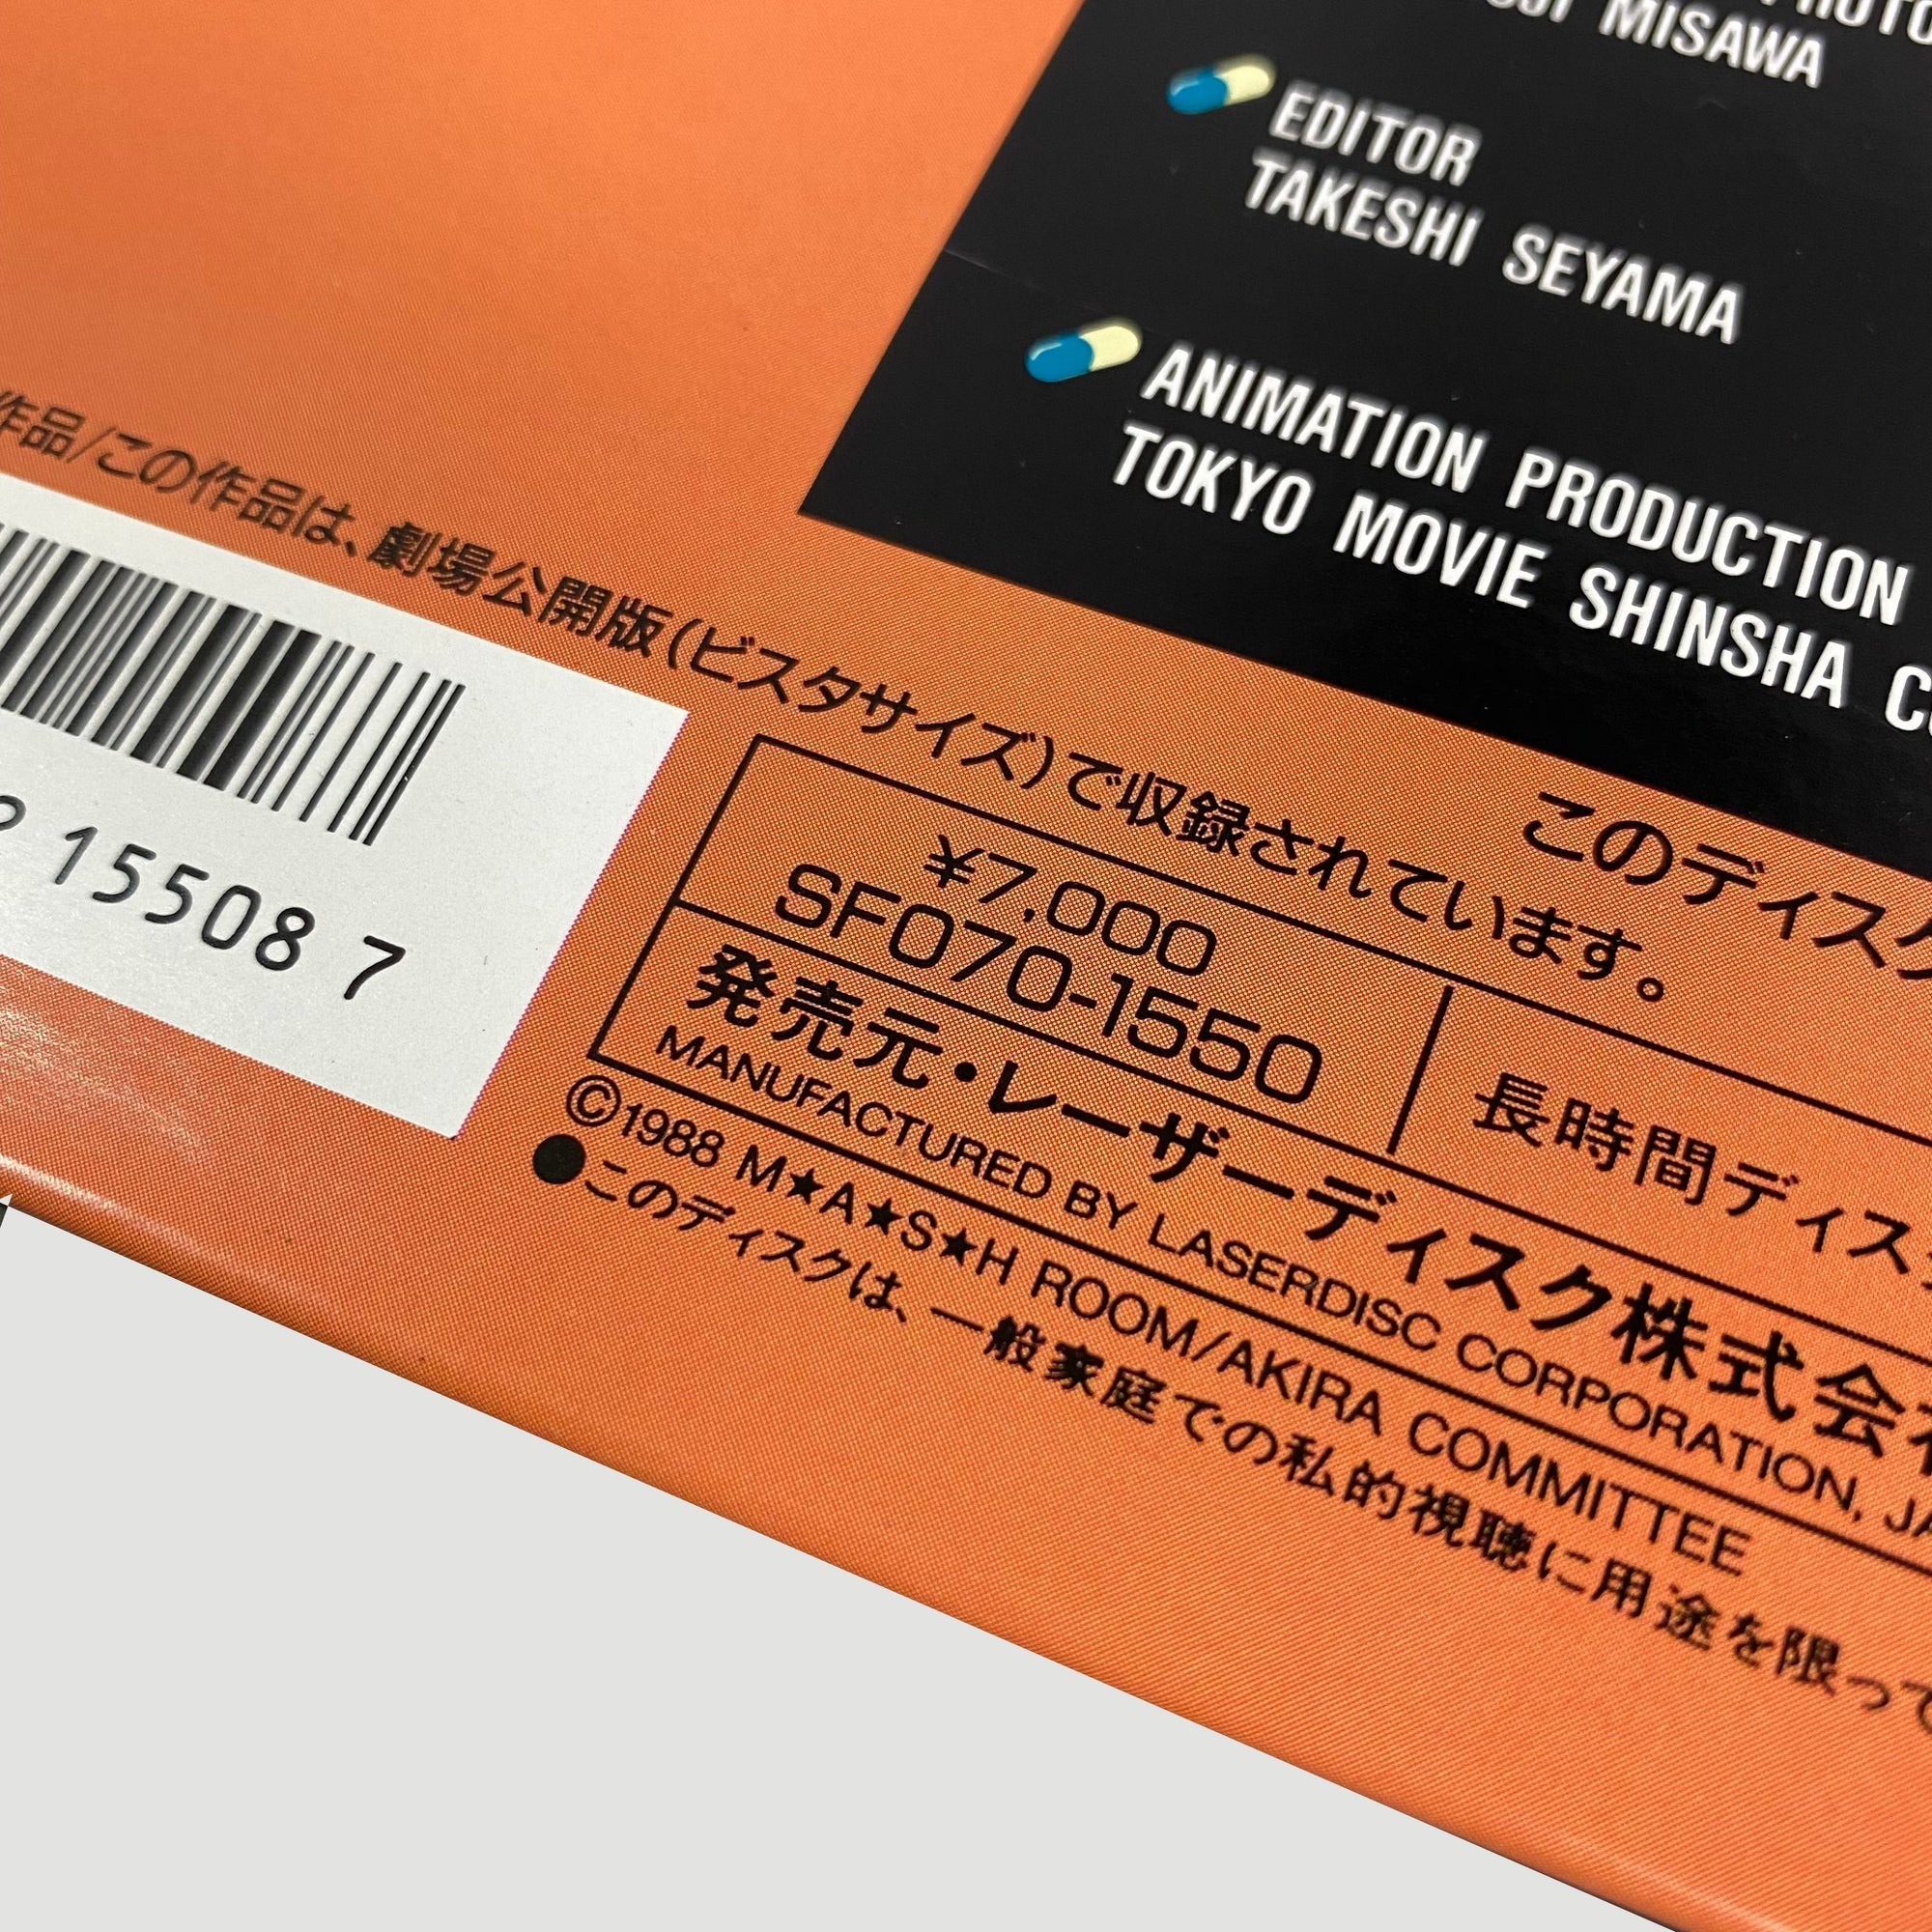 MISAWA
EDITOR
TAKESHI SEYAMA
ANIMATION PRODUCTION
TOKYO MOVIE SHINSHA
作品/この作品は、劇場公開版(ビスタサイズ)で収録されています。
このディスク
15508 7
¥7,000
SF070-1550
長時間ディス
発売元・レーザーディスク株式会
MANUFACTURED BY LASERDISC CORPORATION,
©1988 M★A★S★H ROOM/AKIRA COMMITTEE
●このディスクは、一般家庭での私的視聴に用途を限って